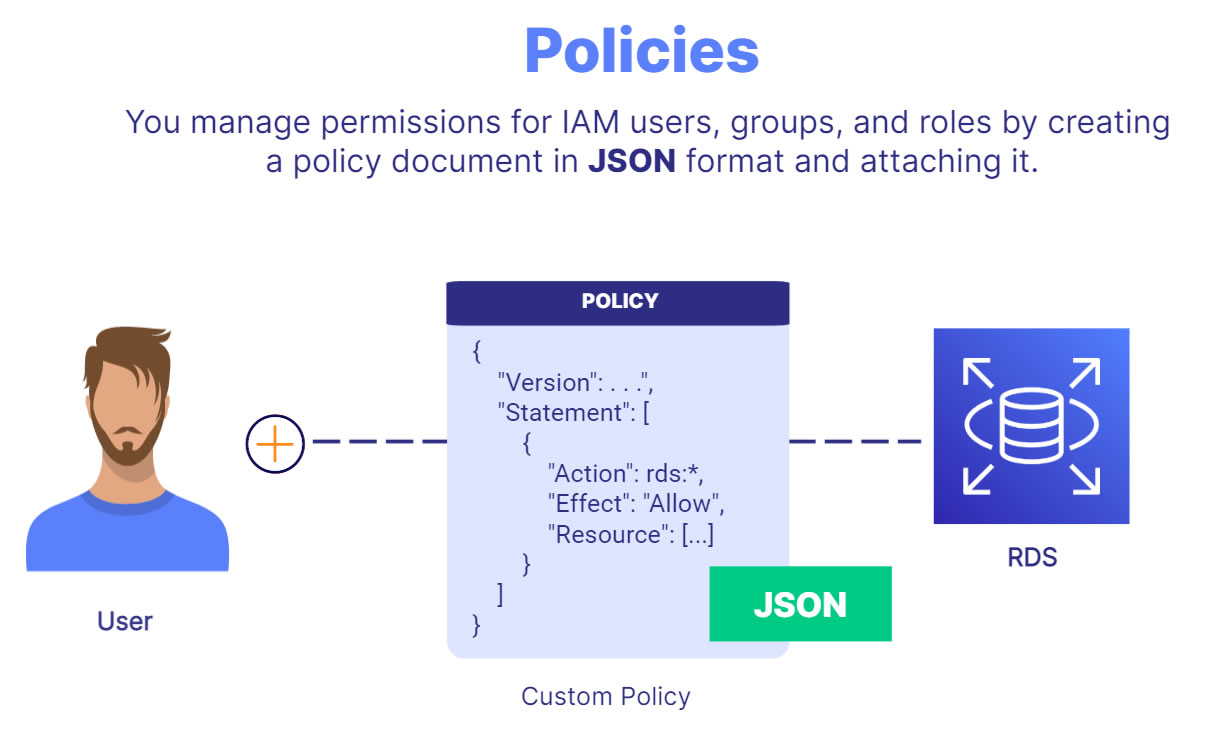 Policies
You manage permissions for IAM users, groups, and roles by creating
a policy document in JSON format and attaching it.
POLICY
{
"Version": . . .",
"Statement": [
{
"Action": rds:*,
"Effect": "Allow",
"Resource": [...]
}
]
}
JSON
User
RDS
Custom Policy